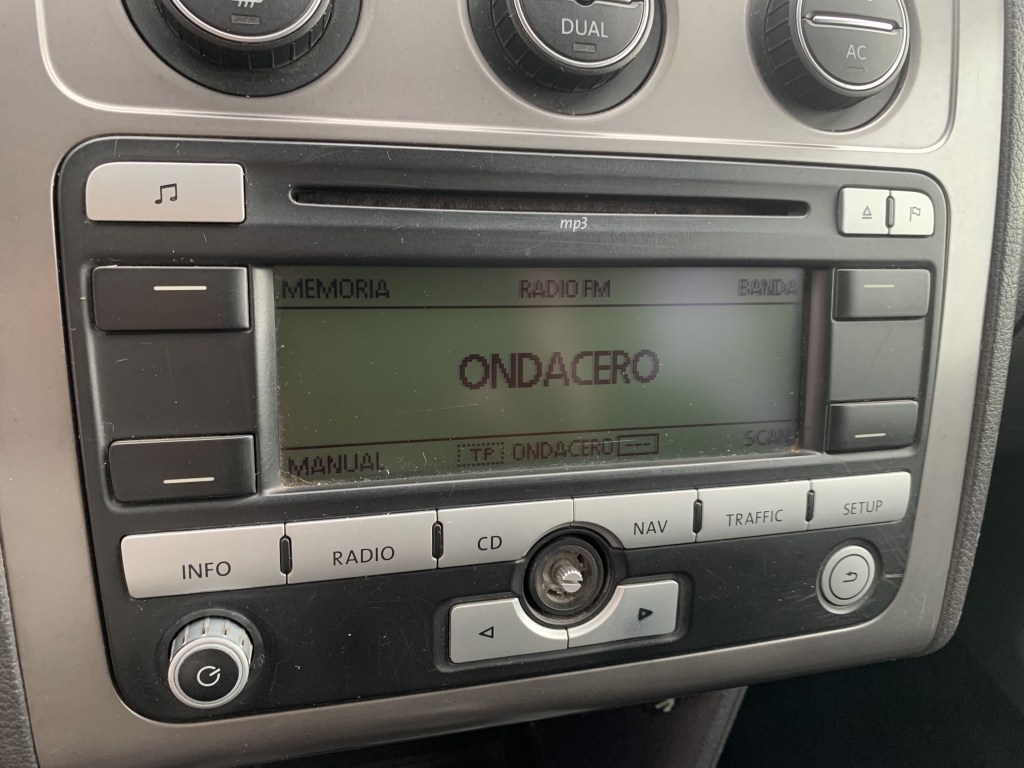 DUAL
AC
mp3
MEMORIA RADIO FM BANDA
ONDACERO
MANUAL TP ONDACERO --- SCAN
INFO RADIO CD NAV TRAFFIC SETUP